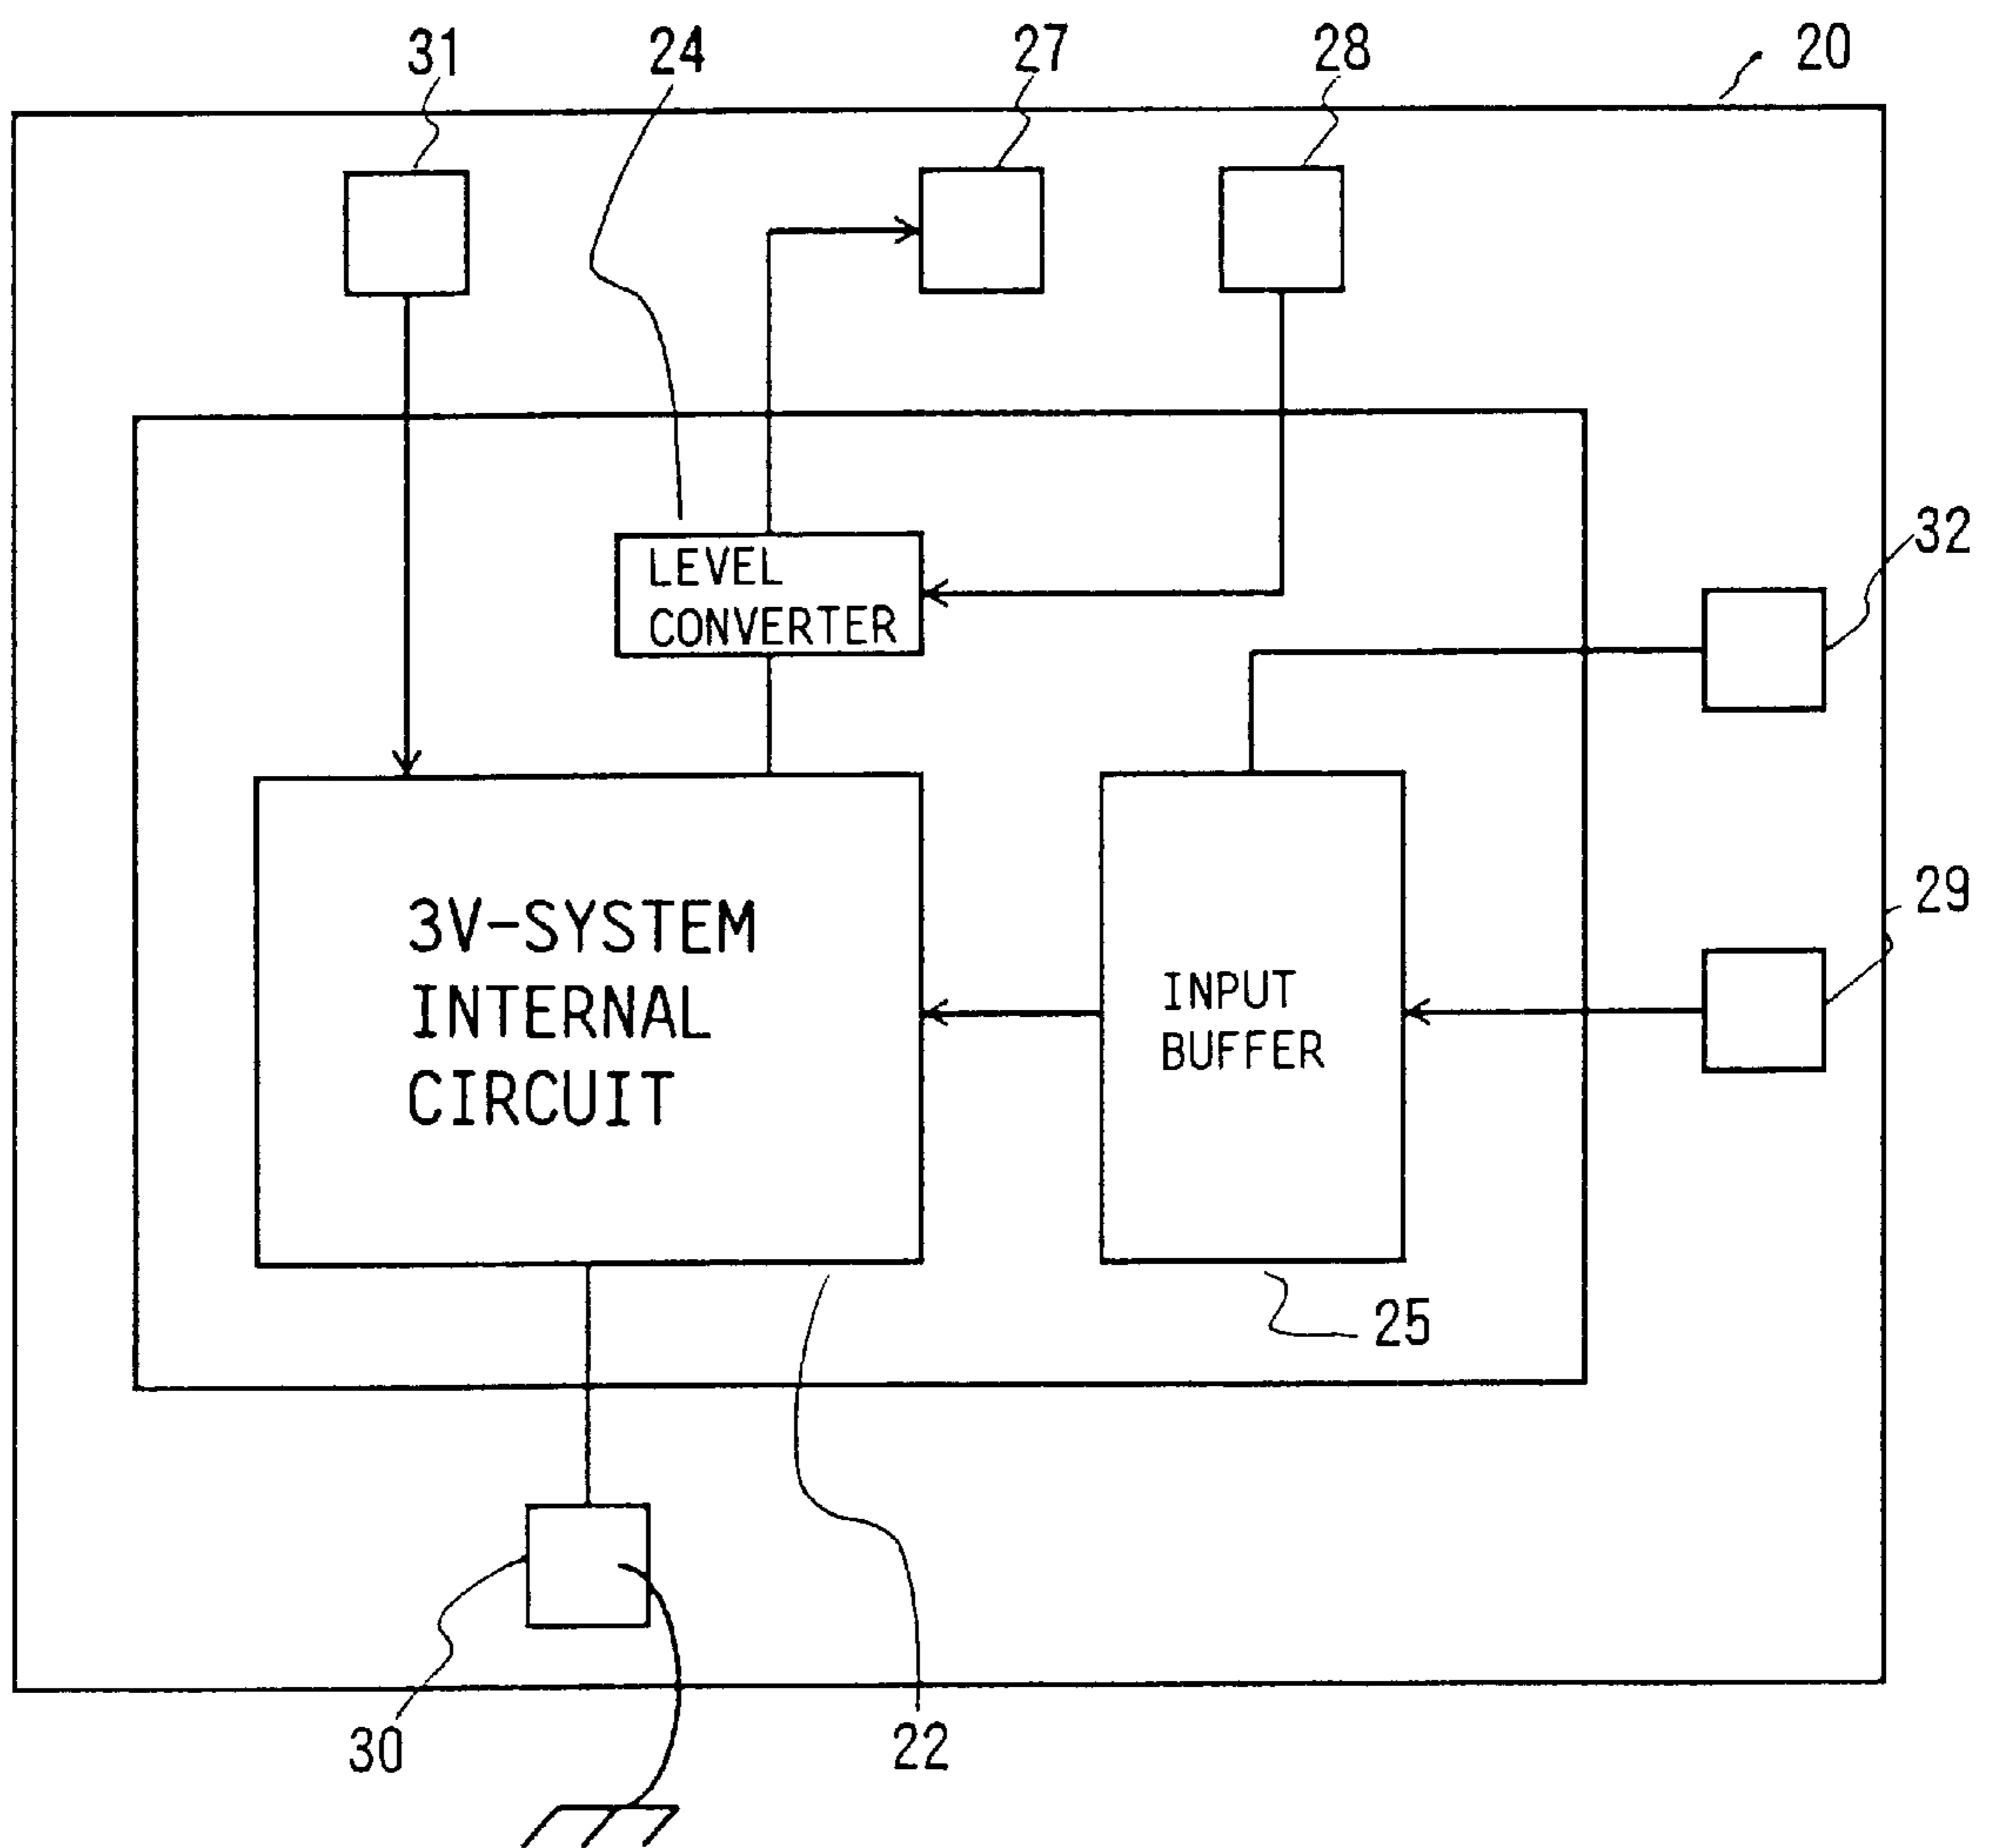 31
24
27
28
20
LEVEL
CONVERTER
32
3V-SYSTEM
INTERNAL
CIRCUIT
INPUT
BUFFER
29
25
30
22